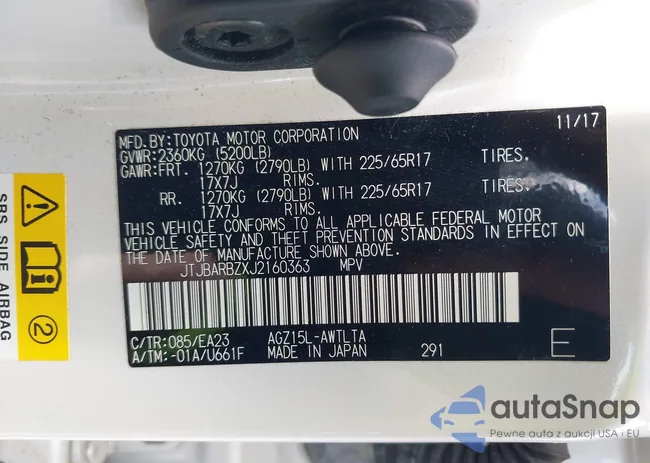 11/17
MFD.BY:TOYOTA MOTOR CORPORATION
GVWR:2360KG (5200LB)
GAWR:FRT. 1270KG (2790LB) WITH 225/65R17 TIRES.
17X7J RIMS.
RR. 1270KG (2790LB) WITH 225/65R17 TIRES.
17X7J RIMS.
THIS VEHICLE CONFORMS TO ALL APPLICABLE FEDERAL MOTOR
VEHICLE SAFETY AND THEFT PREVENTION STANDARDS IN EFFECT ON
THE DATE OF MANUFACTURE SHOWN ABOVE.
JTJBARBZXJ2160363 MPV
C/TR:085/EA23 AGZ15L-AWTLTA
A/TM:-01A/U661F MADE IN JAPAN 291 E
SRS SIDE AIRBAG
2
autaSnap
Pewne auta z aukcji USA i EU